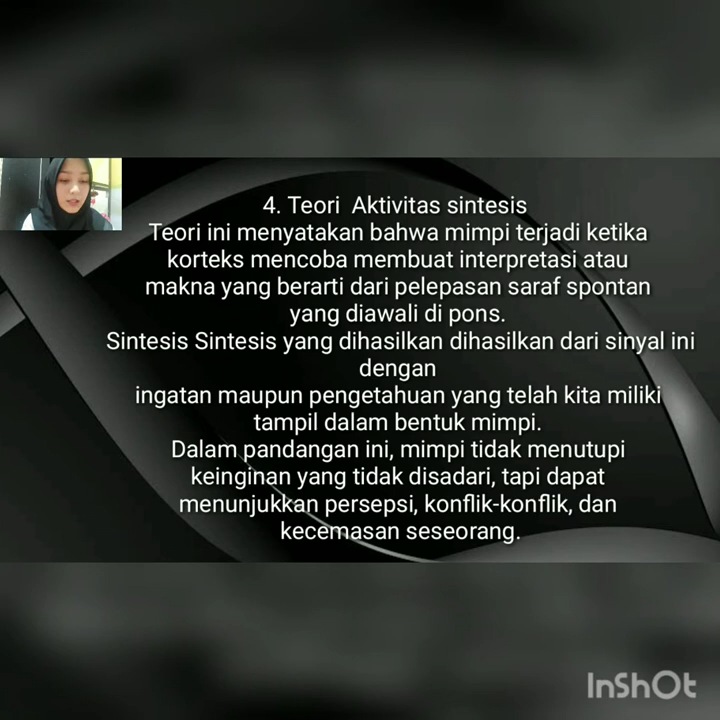 4. Teori Aktivitas sintesis
Teori ini menyatakan bahwa mimpi terjadi ketika
korteks mencoba membuat interpretasi atau
makna yang berarti dari pelepasan saraf spontan
yang diawali di pons.
Sintesis Sintesis yang dihasilkan dihasilkan dari sinyal ini
dengan
ingatan maupun pengetahuan yang telah kita miliki
tampil dalam bentuk mimpi.
Dalam pandangan ini, mimpi tidak menutupi
keinginan yang tidak disadari, tapi dapat
menunjukkan persepsi, konflik-konflik, dan
kecemasan seseorang.
InShOt